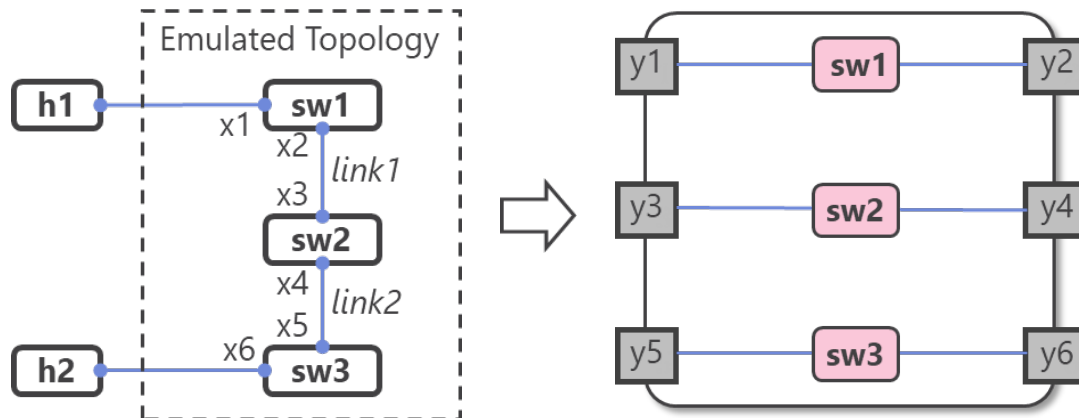 Emulated Topology
h1
sw1
x1
x2
link1
x3
sw2
x4
link2
x5
x6
h2
sw3
y1
sw1
y2
y3
sw2
y4
y5
sw3
y6